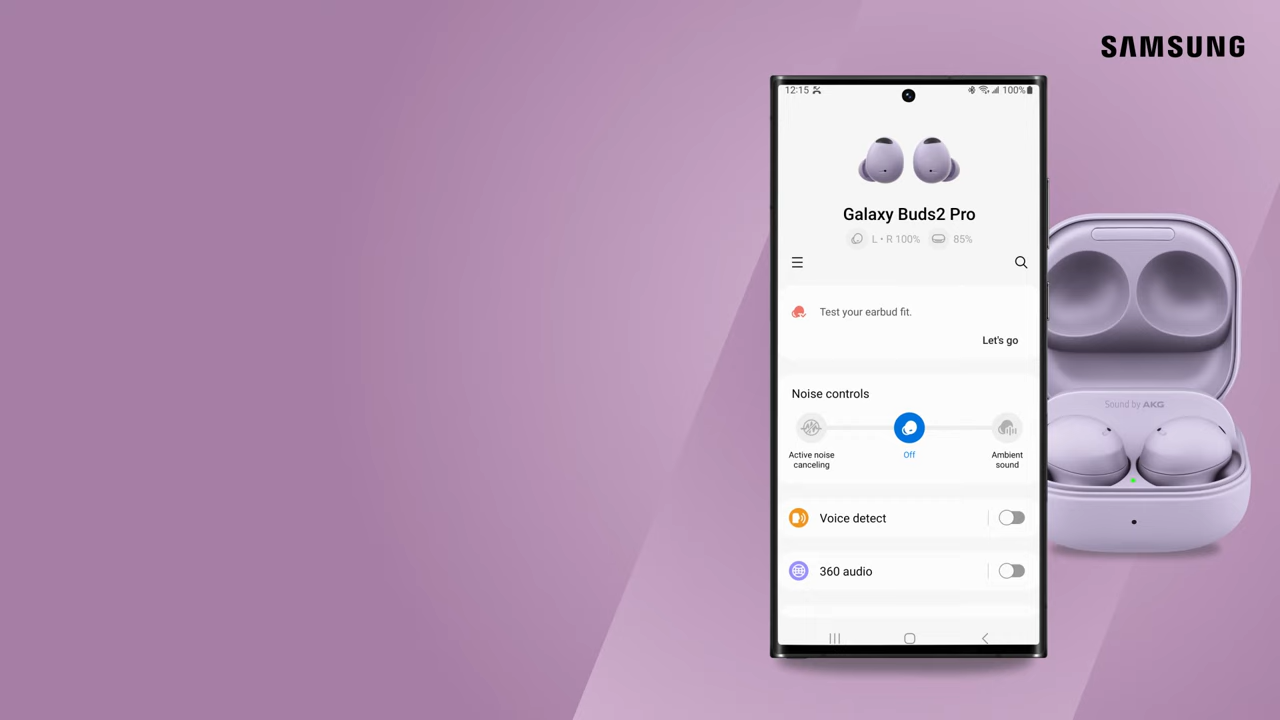 SAMSUNG
12:15
100%
Galaxy Buds2 Pro
L • R 100% 85%
Test your earbud fit.
Let's go
Noise controls
Active noise canceling
Off
Ambient sound
Voice detect
360 audio
Sound by AKG